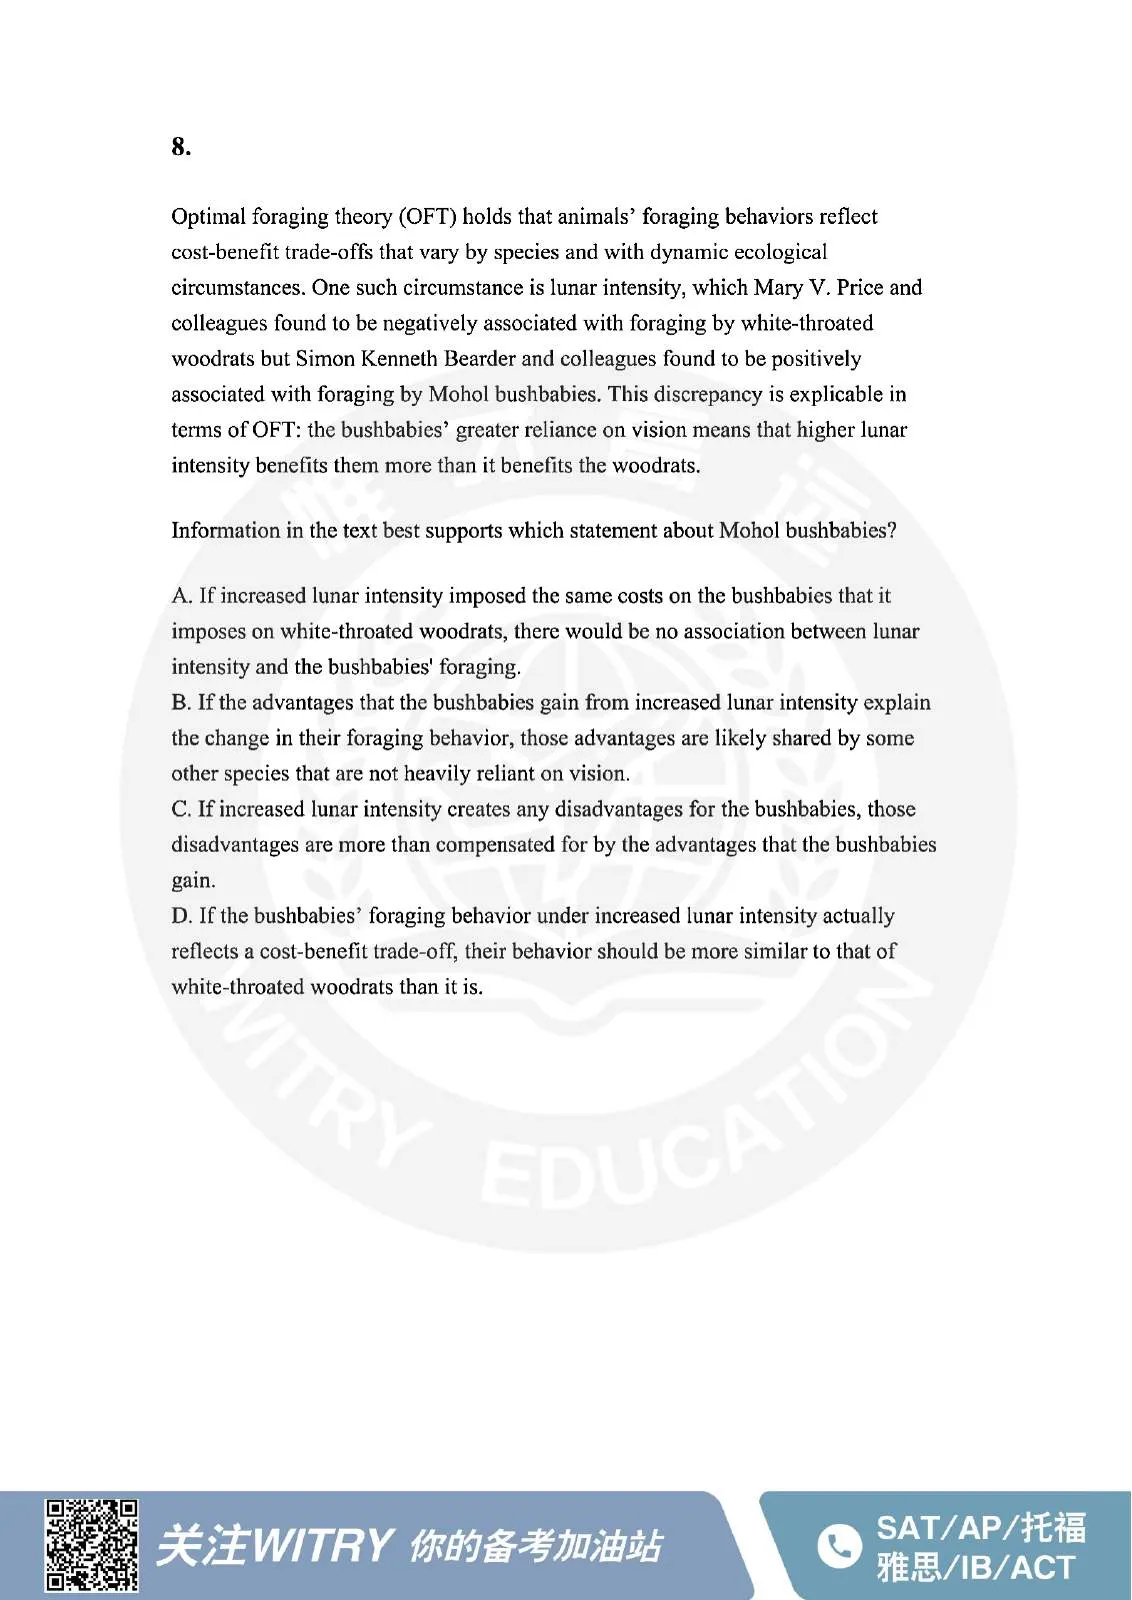 8.
Optimal foraging theory (OFT) holds that animals’ foraging behaviors reflect
cost-benefit trade-offs that vary by species and with dynamic ecological
circumstances. One such circumstance is lunar intensity, which Mary V. Price and
colleagues found to be negatively associated with foraging by white-throated
woodrats but Simon Kenneth Bearder and colleagues found to be positively
associated with foraging by Mohol bushbabies. This discrepancy is explicable in
terms of OFT: the bushbabies’ greater reliance on vision means that higher lunar
intensity benefits them more than it benefits the woodrats.
Information in the text best supports which statement about Mohol bushbabies?
A. If increased lunar intensity imposed the same costs on the bushbabies that it
imposes on white-throated woodrats, there would be no association between lunar
intensity and the bushbabies' foraging.
B. If the advantages that the bushbabies gain from increased lunar intensity explain
the change in their foraging behavior, those advantages are likely shared by some
other species that are not heavily reliant on vision.
C. If increased lunar intensity creates any disadvantages for the bushbabies, those
disadvantages are more than compensated for by the advantages that the bushbabies
gain.
D. If the bushbabies’ foraging behavior under increased lunar intensity actually
reflects a cost-benefit trade-off, their behavior should be more similar to that of
white-throated woodrats than it is.
WITRY EDUCATION
关注WITRY 你的备考加油站
SAT/AP/托福
雅思/IB/ACT